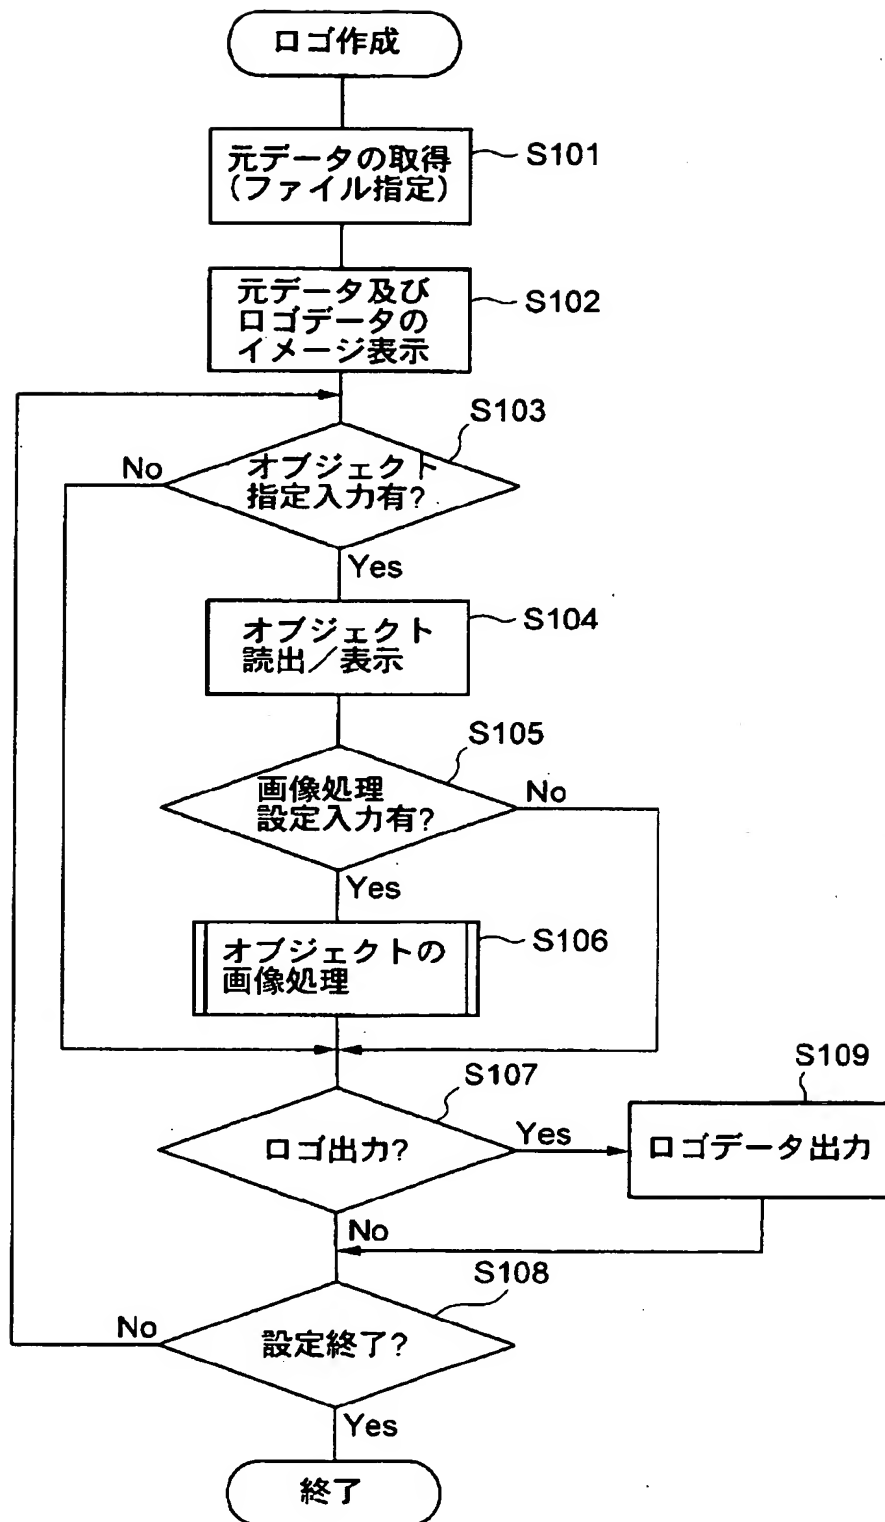 ロゴ作成
元データの取得
(ファイル指定)
S101
元データ及び
ロゴデータの
イメージ表示
S102
S103
No
オブジェクト
指定入力有?
Yes
オブジェクト
読出／表示
S104
S105
画像処理
設定入力有?
No
Yes
オブジェクトの
画像処理
S106
S107
ロゴ出力?
Yes
S109
ロゴデータ出力
No
S108
No
設定終了?
Yes
終了